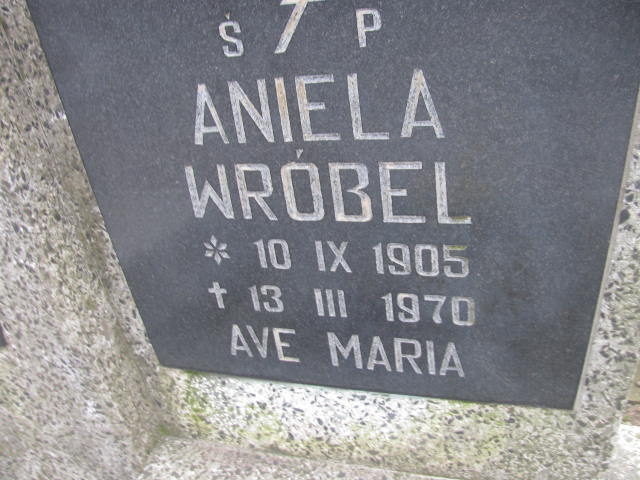 Ś P
ANIELA
WRÓBEL
* 10 IX 1905
† 13 III 1970
AVE MARIA